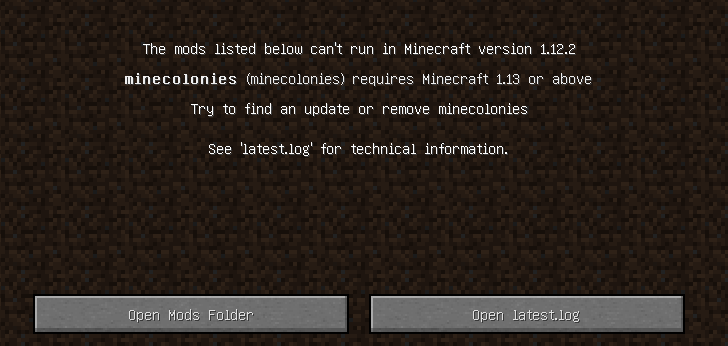 The mods listed below can't run in Minecraft version 1.12.2
minecolonies (minecolonies) requires Minecraft 1.13 or above
Try to find an update or remove minecolonies
See 'latest.log' for technical information.
Open Mods Folder
Open latest.log